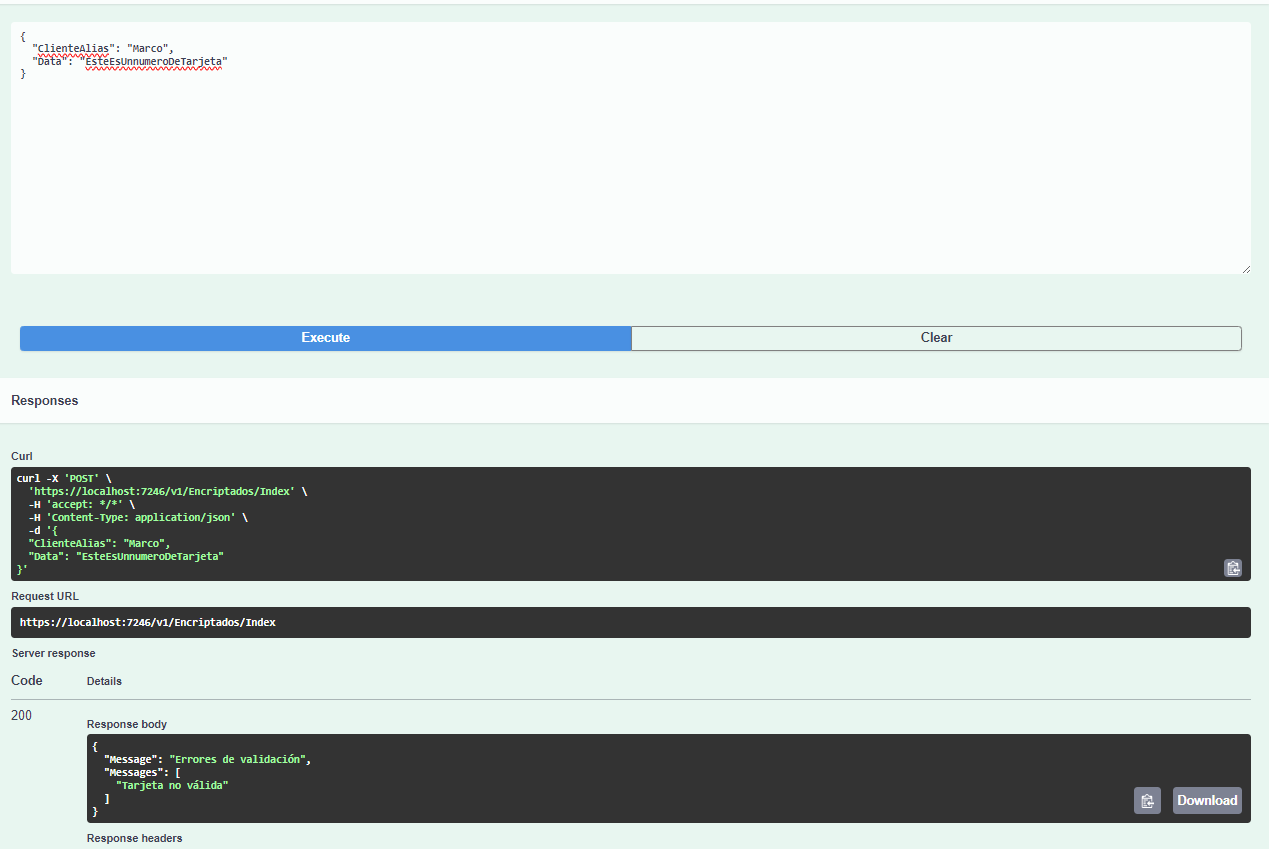 {
  "ClienteAlias": "Marco",
  "Data": "EsteEsUnnumeroDeTarjeta"
}
Execute
Clear
Responses
Curl
curl -X 'POST' \
  'https://localhost:7246/v1/Encriptados/Index' \
  -H 'accept: */*' \
  -H 'Content-Type: application/json' \
  -d '{
  "ClienteAlias": "Marco",
  "Data": "EsteEsUnnumeroDeTarjeta"
}'
Request URL
https://localhost:7246/v1/Encriptados/Index
Server response
Code Details
200
Response body
{
  "Message": "Errores de validación",
  "Messages": [
    "Tarjeta no válida"
  ]
}
Download
Response headers